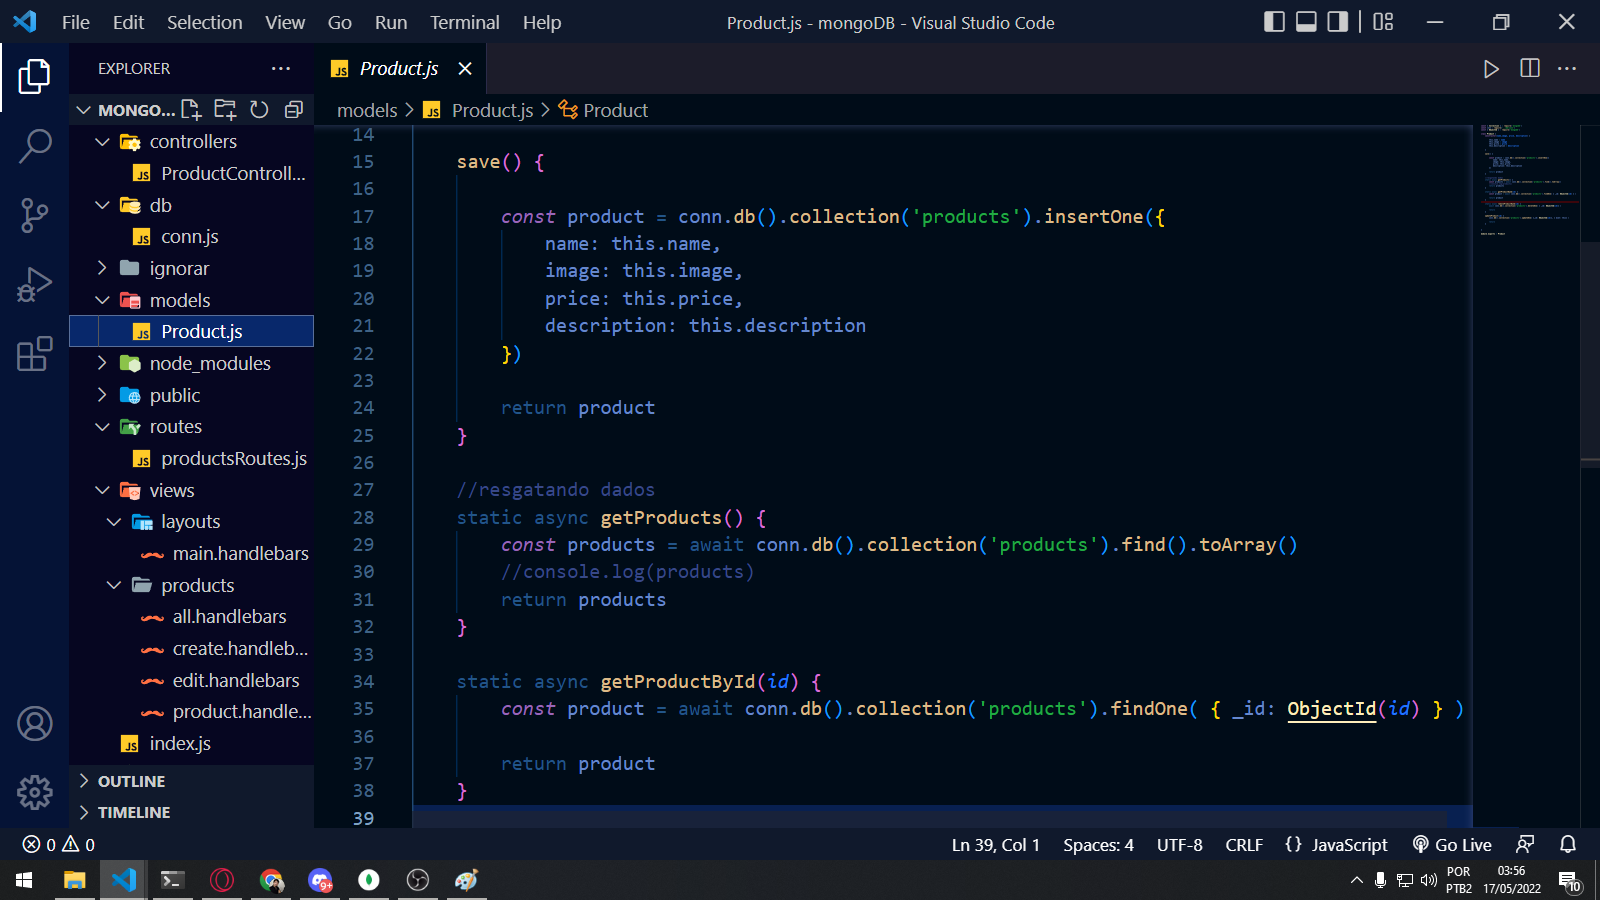 File Edit Selection View Go Run Terminal Help
Product.js - mongoDB - Visual Studio Code
EXPLORER
JS Product.js
MONGO...
models > JS Product.js > Product
controllers
JS ProductControll...
db
JS conn.js
ignorar
models
JS Product.js
node_modules
public
routes
JS productsRoutes.js
views
layouts
main.handlebars
products
all.handlebars
create.handleb...
edit.handlebars
product.handle...
JS index.js
OUTLINE
TIMELINE
14
15 save() {
16
17 const product = conn.db().collection('products').insertOne({
18 name: this.name,
19 image: this.image,
20 price: this.price,
21 description: this.description
22 })
23
24 return product
25 }
26
27 //resgatando dados
28 static async getProducts() {
29 const products = await conn.db().collection('products').find().toArray()
30 //console.log(products)
31 return products
32 }
33
34 static async getProductById(id) {
35 const product = await conn.db().collection('products').findOne( { _id: ObjectId(id) } )
36
37 return product
38 }
39
0 0
Ln 39, Col 1 Spaces: 4 UTF-8 CRLF {} JavaScript Go Live
9+
POR
PTB2
03:56
17/05/2022
10